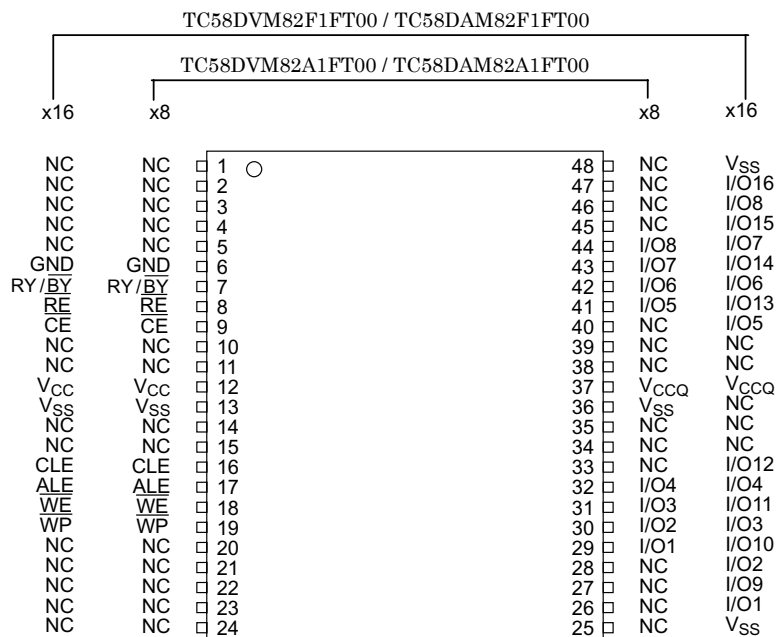 TC58DVM82F1FT00 / TC58DAM82F1FT00
TC58DVM82A1FT00 / TC58DAM82A1FT00
x16 x8 x8 x16
NC NC 1 48 NC VSS
NC NC 2 47 NC I/O16
NC NC 3 46 NC I/O8
NC NC 4 45 NC I/O15
NC NC 5 44 I/O8 I/O7
GND GND 6 43 I/O7 I/O14
RY/BY RY/BY 7 42 I/O6 I/O6
RE RE 8 41 I/O5 I/O13
CE CE 9 40 NC I/O5
NC NC 10 39 NC NC
NC NC 11 38 NC NC
VCC VCC 12 37 VCCQ VCCQ
VSS VSS 13 36 VSS NC
NC NC 14 35 NC NC
NC NC 15 34 NC NC
CLE CLE 16 33 NC I/O12
ALE ALE 17 32 I/O4 I/O4
WE WE 18 31 I/O3 I/O11
WP WP 19 30 I/O2 I/O3
NC NC 20 29 I/O1 I/O10
NC NC 21 28 NC I/O2
NC NC 22 27 NC I/O9
NC NC 23 26 NC I/O1
NC NC 24 25 NC VSS